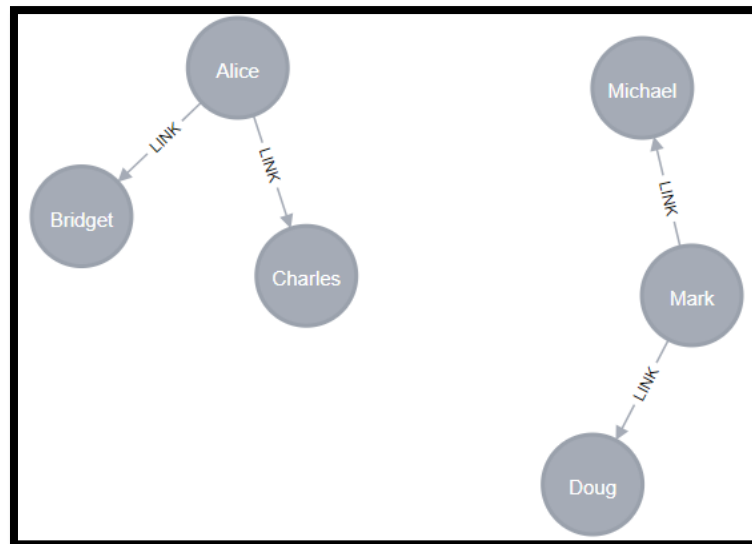 Alice
LINK
LINK
Bridget
Charles
Michael
LINK
Mark
LINK
Doug